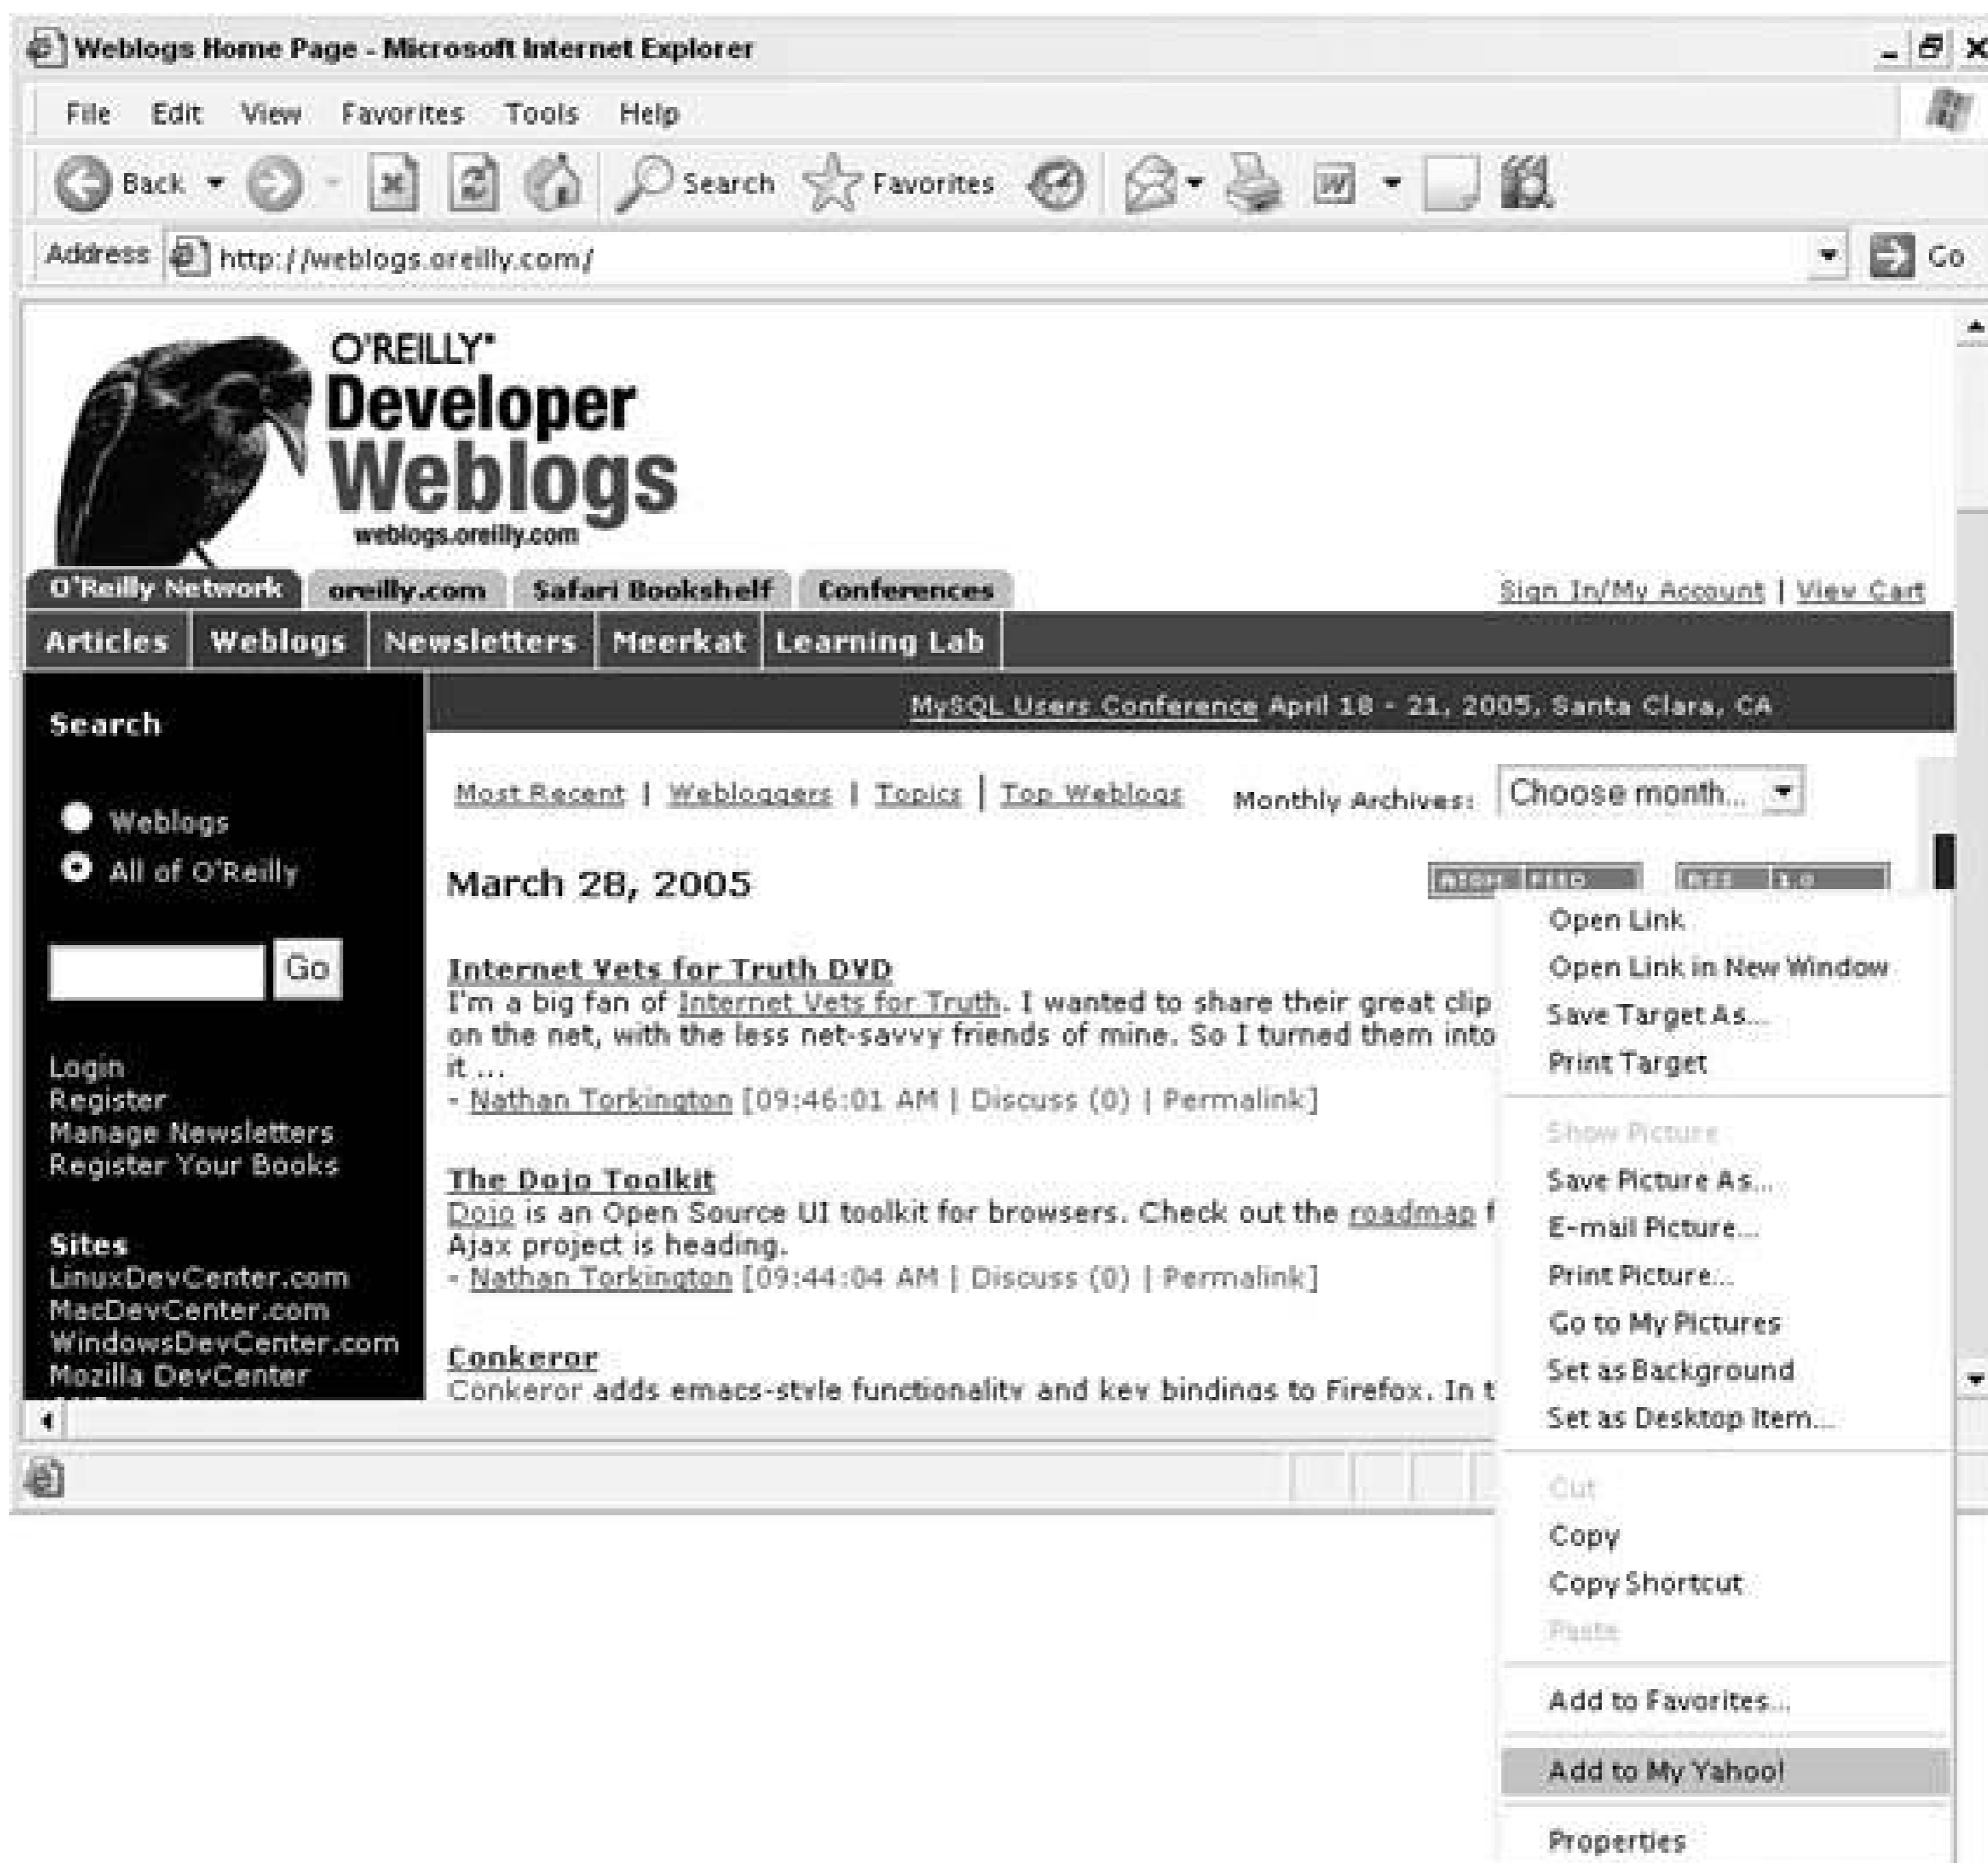 Weblogs Home Page - Microsoft Internet Explorer
File Edit View Favorites Tools Help
Back Search Favorites
Address http://weblogs.oreilly.com/ Go
O'REILLY
Developer
Weblogs
weblogs.oreilly.com
O'Reilly Network oreilly.com Safari Bookshelf Conferences Sign In/My Account | View Cart
Articles Weblogs Newsletters Meerkat Learning Lab
MySQL Users Conference April 18 - 21, 2005, Santa Clara, CA
Search
Weblogs
All of O'Reilly
Go
Login
Register
Manage Newsletters
Register Your Books
Sites
LinuxDevCenter.com
MacDevCenter.com
WindowsDevCenter.com
Mozilla DevCenter
Most Recent | Webloggers | Topics | Top Weblogs Monthly Archives: Choose month...
March 28, 2005
Internet Vets for Truth DVD
I'm a big fan of Internet Vets for Truth. I wanted to share their great clip
on the net, with the less net-savvy friends of mine. So I turned them into
it ...
- Nathan Torkington [09:46:01 AM | Discuss (0) | Permalink]
The Dojo Toolkit
Dojo is an Open Source UI toolkit for browsers. Check out the roadmap f
Ajax project is heading.
- Nathan Torkington [09:44:04 AM | Discuss (0) | Permalink]
Conkeror
Conkeror adds emacs-style functionality and key bindings to Firefox. In t
Open Link
Open Link in New Window
Save Target As...
Print Target
Show Picture
Save Picture As...
E-mail Picture...
Print Picture...
Go to My Pictures
Set as Background
Set as Desktop Item...
Cut
Copy
Copy Shortcut
Paste
Add to Favorites...
Add to My Yahoo!
Properties